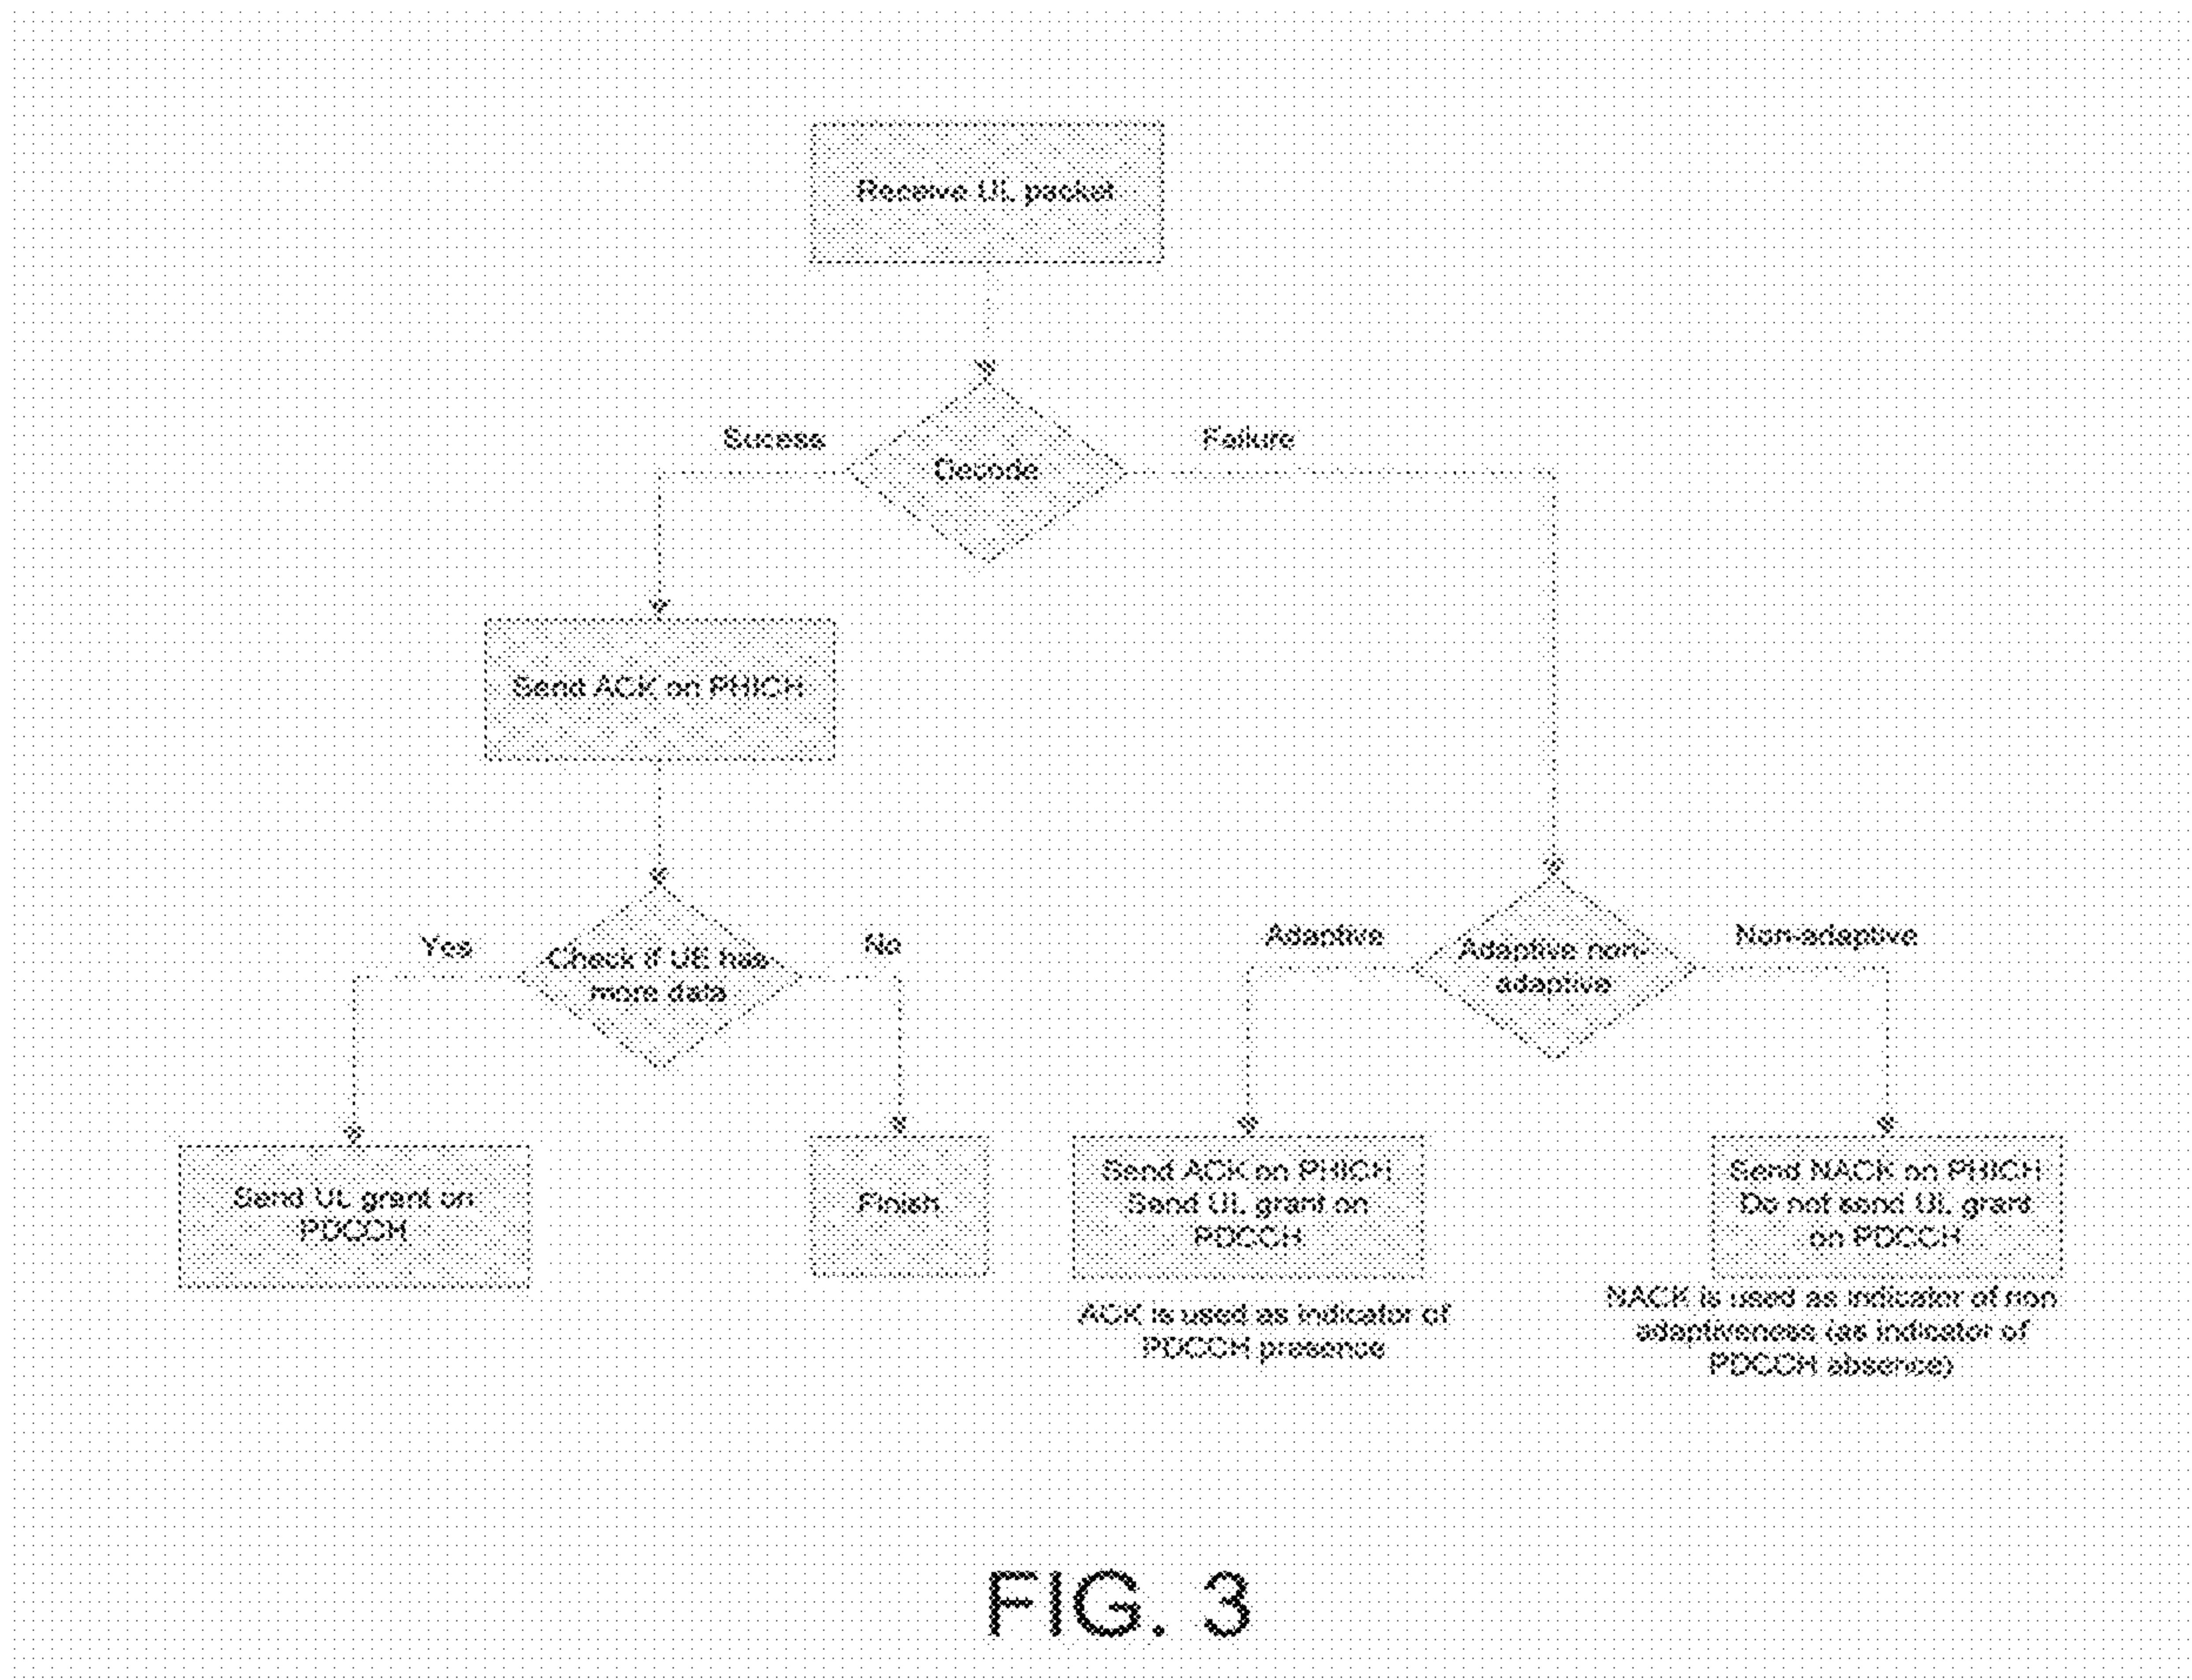 Receive UL packet
Sucess
Failure
Decode
Send ACK on PHICH
Yes
Check if UE has
more data
No
Adaptive
Adaptive non-
adaptive
Non-adaptive
Send UL grant on
PDCCH
Finish
Send ACK on PHICH
Send UL grant on
PDCCH
Send NACK on PHICH
Do not send UL grant
on PDCCH
ACK is used as indicator of
PDCCH presence
NACK is used as indicator of non
adaptiveness (as indicator of
PDCCH absence)
FIG. 3